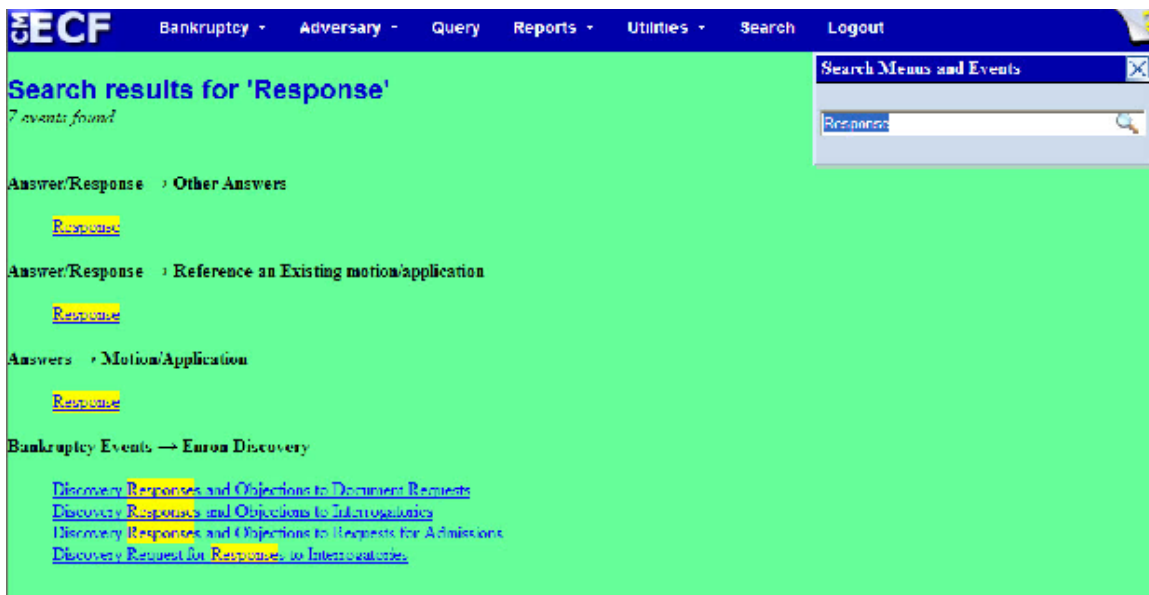 CM ECF Bankruptcy Adversary Query Reports Utilities Search Logout ?
Search Menus and Events
Response
Search results for 'Response'
7 events found
Answer/Response → Other Answers
Response
Answer/Response → Reference an Existing motion/application
Response
Answers → Motion/Application
Response
Bankruptcy Events → Enron Discovery
Discovery Responses and Objections to Document Requests
Discovery Responses and Objections to Interrogatories
Discovery Responses and Objections to Requests for Admissions
Discovery Request for Responses to Interrogatories